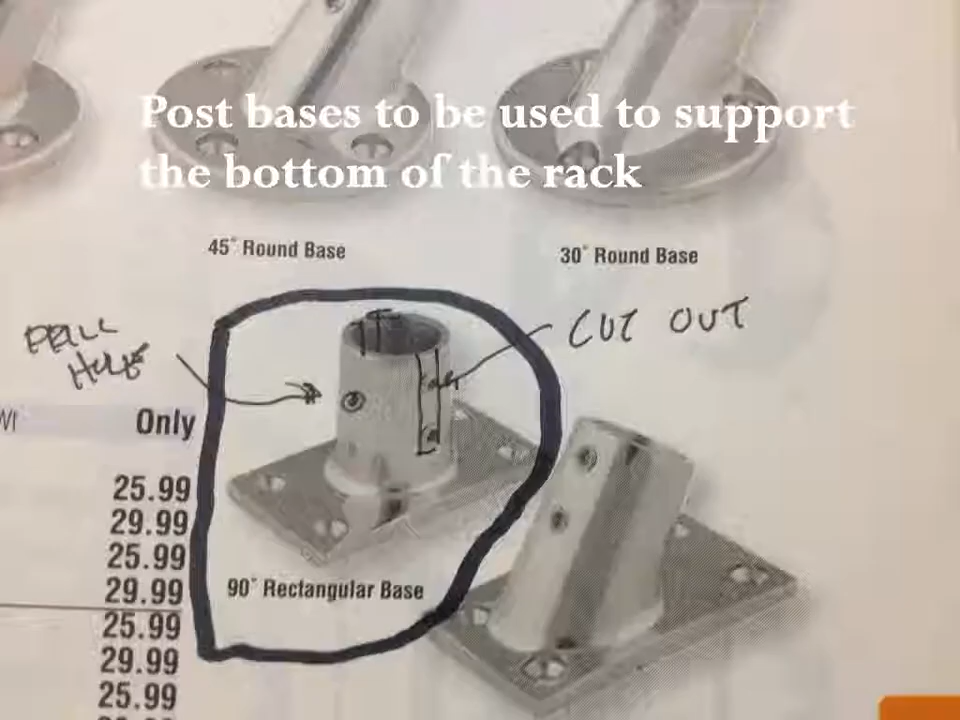 Post bases to be used to support
the bottom of the rack
45° Round Base
30° Round Base
CUT OUT
HOLE
Only
25.99
29.99
25.99
29.99
25.99
29.99
25.99
90° Rectangular Base